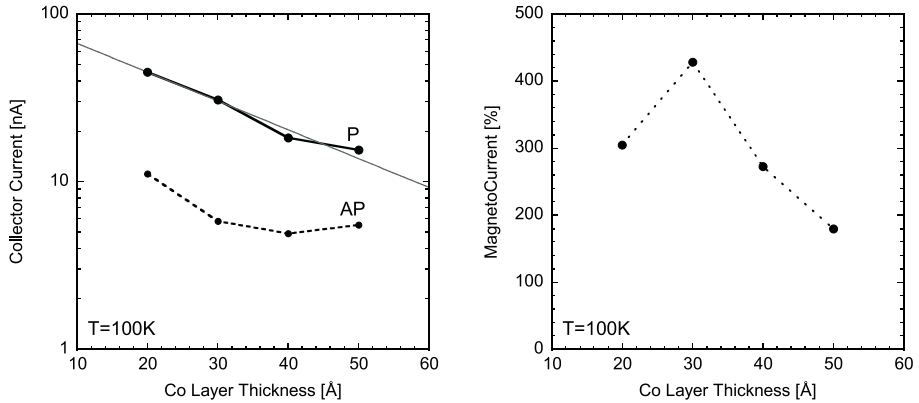 100
10
1
Collector Current [nA]
P
AP
T=100K
10 20 30 40 50 60
Co Layer Thickness [Å]
500
400
300
200
100
0
MagnetoCurrent [%]
T=100K
10 20 30 40 50 60
Co Layer Thickness [Å]